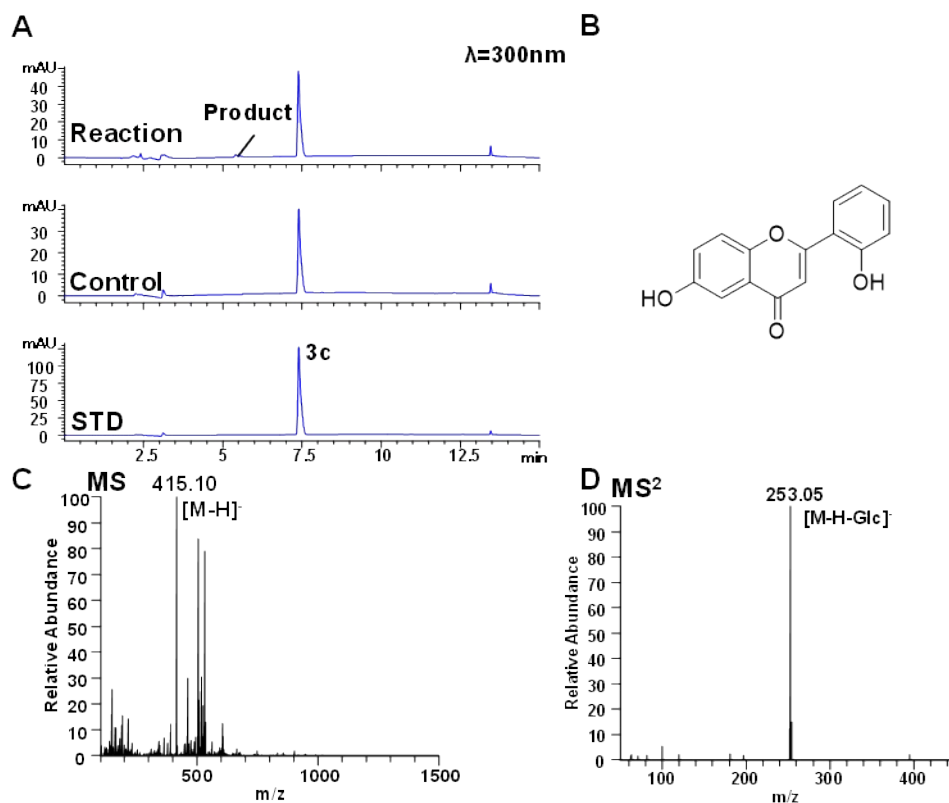 A
B
λ=300nm
mAU
40
30
20
10
0
Reaction
Product
mAU
30
20
10
0
Control
mAU
100
75
50
25
0
STD
3c
2.5
5
7.5
10
12.5
min
C
MS
415.10
[M-H]-
100
90
80
70
60
50
40
30
20
10
0
Relative Abundance
500
1000
1500
m/z
D
MS²
253.05
[M-H-Glc]-
100
90
80
70
60
50
40
30
20
10
0
Relative Abundance
100
200
300
400
m/z
O
OH
HO
O